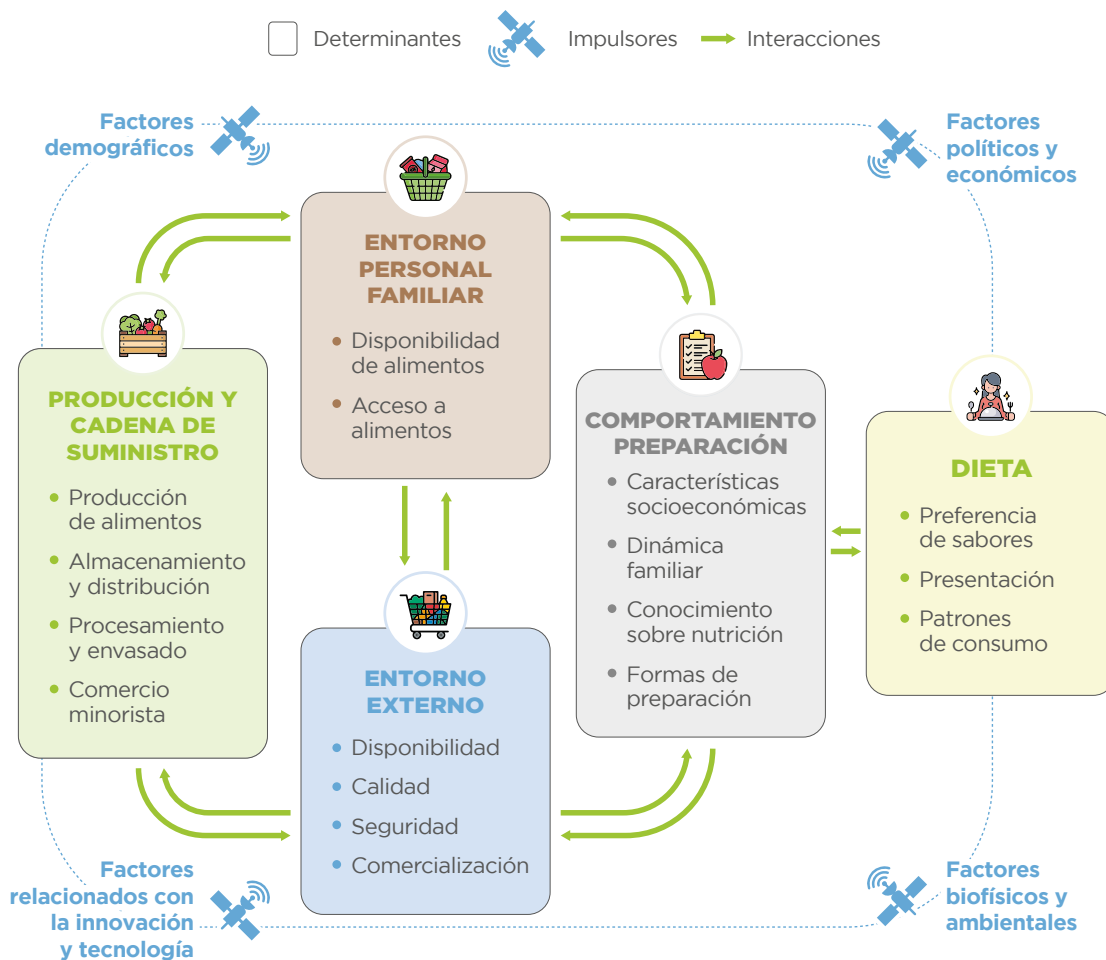 Determinantes
Impulsores
Interacciones
Factores
demográficos
Factores
políticos y
económicos
ENTORNO
PERSONAL
FAMILIAR
• Disponibilidad
de alimentos
• Acceso a
alimentos
PRODUCCIÓN Y
CADENA DE
SUMINISTRO
• Producción
de alimentos
• Almacenamiento
y distribución
• Procesamiento
y envasado
• Comercio
minorista
COMPORTAMIENTO
PREPARACIÓN
• Características
socioeconómicas
• Dinámica
familiar
• Conocimiento
sobre nutrición
• Formas de
preparación
DIETA
• Preferencia
de sabores
• Presentación
• Patrones
de consumo
ENTORNO
EXTERNO
• Disponibilidad
• Calidad
• Seguridad
• Comercialización
Factores
relacionados con
la innovación
y tecnología
Factores
biofísicos y
ambientales